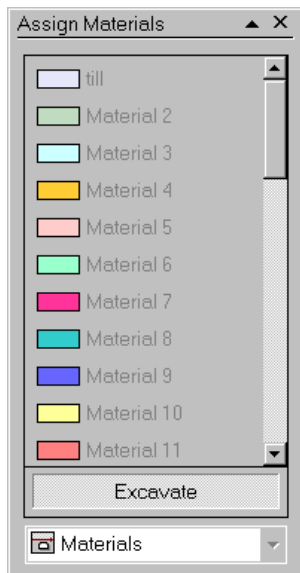 Assign Materials
till
Material 2
Material 3
Material 4
Material 5
Material 6
Material 7
Material 8
Material 9
Material 10
Material 11
Excavate
Materials